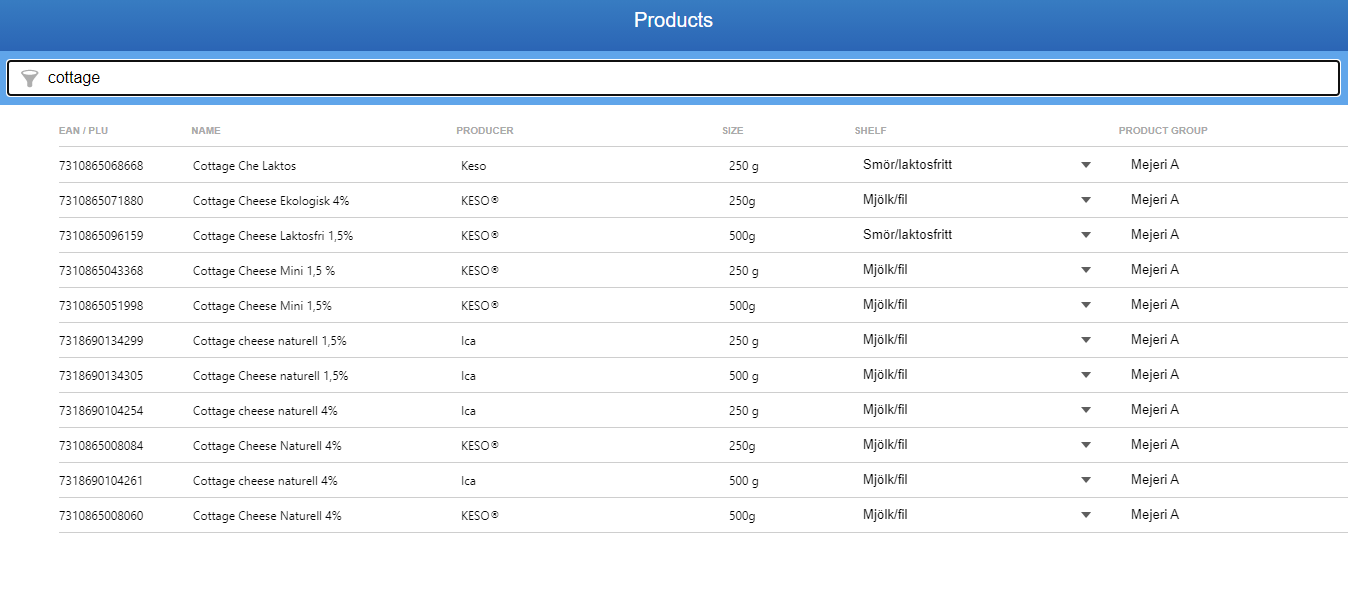 Products
cottage
EAN / PLU NAME PRODUCER SIZE SHELF PRODUCT GROUP
7310865068668 Cottage Che Laktos Keso 250 g Smör/laktosfritt Mejeri A
7310865071880 Cottage Cheese Ekologisk 4% KESO® 250g Mjölk/fil Mejeri A
7310865096159 Cottage Cheese Laktosfri 1,5% KESO® 500g Smör/laktosfritt Mejeri A
7310865043368 Cottage Cheese Mini 1,5 % KESO® 250 g Mjölk/fil Mejeri A
7310865051998 Cottage Cheese Mini 1,5% KESO® 500g Mjölk/fil Mejeri A
7318690134299 Cottage cheese naturell 1,5% Ica 250 g Mjölk/fil Mejeri A
7318690134305 Cottage Cheese naturell 1,5% Ica 500 g Mjölk/fil Mejeri A
7318690104254 Cottage cheese naturell 4% Ica 250 g Mjölk/fil Mejeri A
7310865008084 Cottage Cheese Naturell 4% KESO® 250g Mjölk/fil Mejeri A
7318690104261 Cottage cheese naturell 4% Ica 500 g Mjölk/fil Mejeri A
7310865008060 Cottage Cheese Naturell 4% KESO® 500g Mjölk/fil Mejeri A